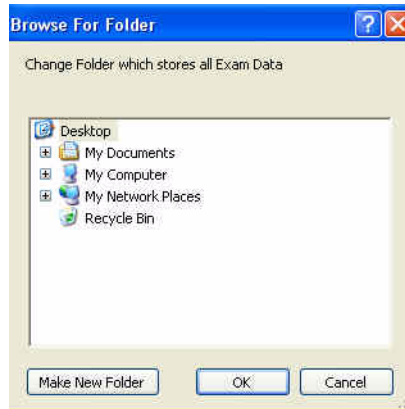 Browse For Folder
Change Folder which stores all Exam Data
Desktop
My Documents
My Computer
My Network Places
Recycle Bin
Make New Folder
OK
Cancel